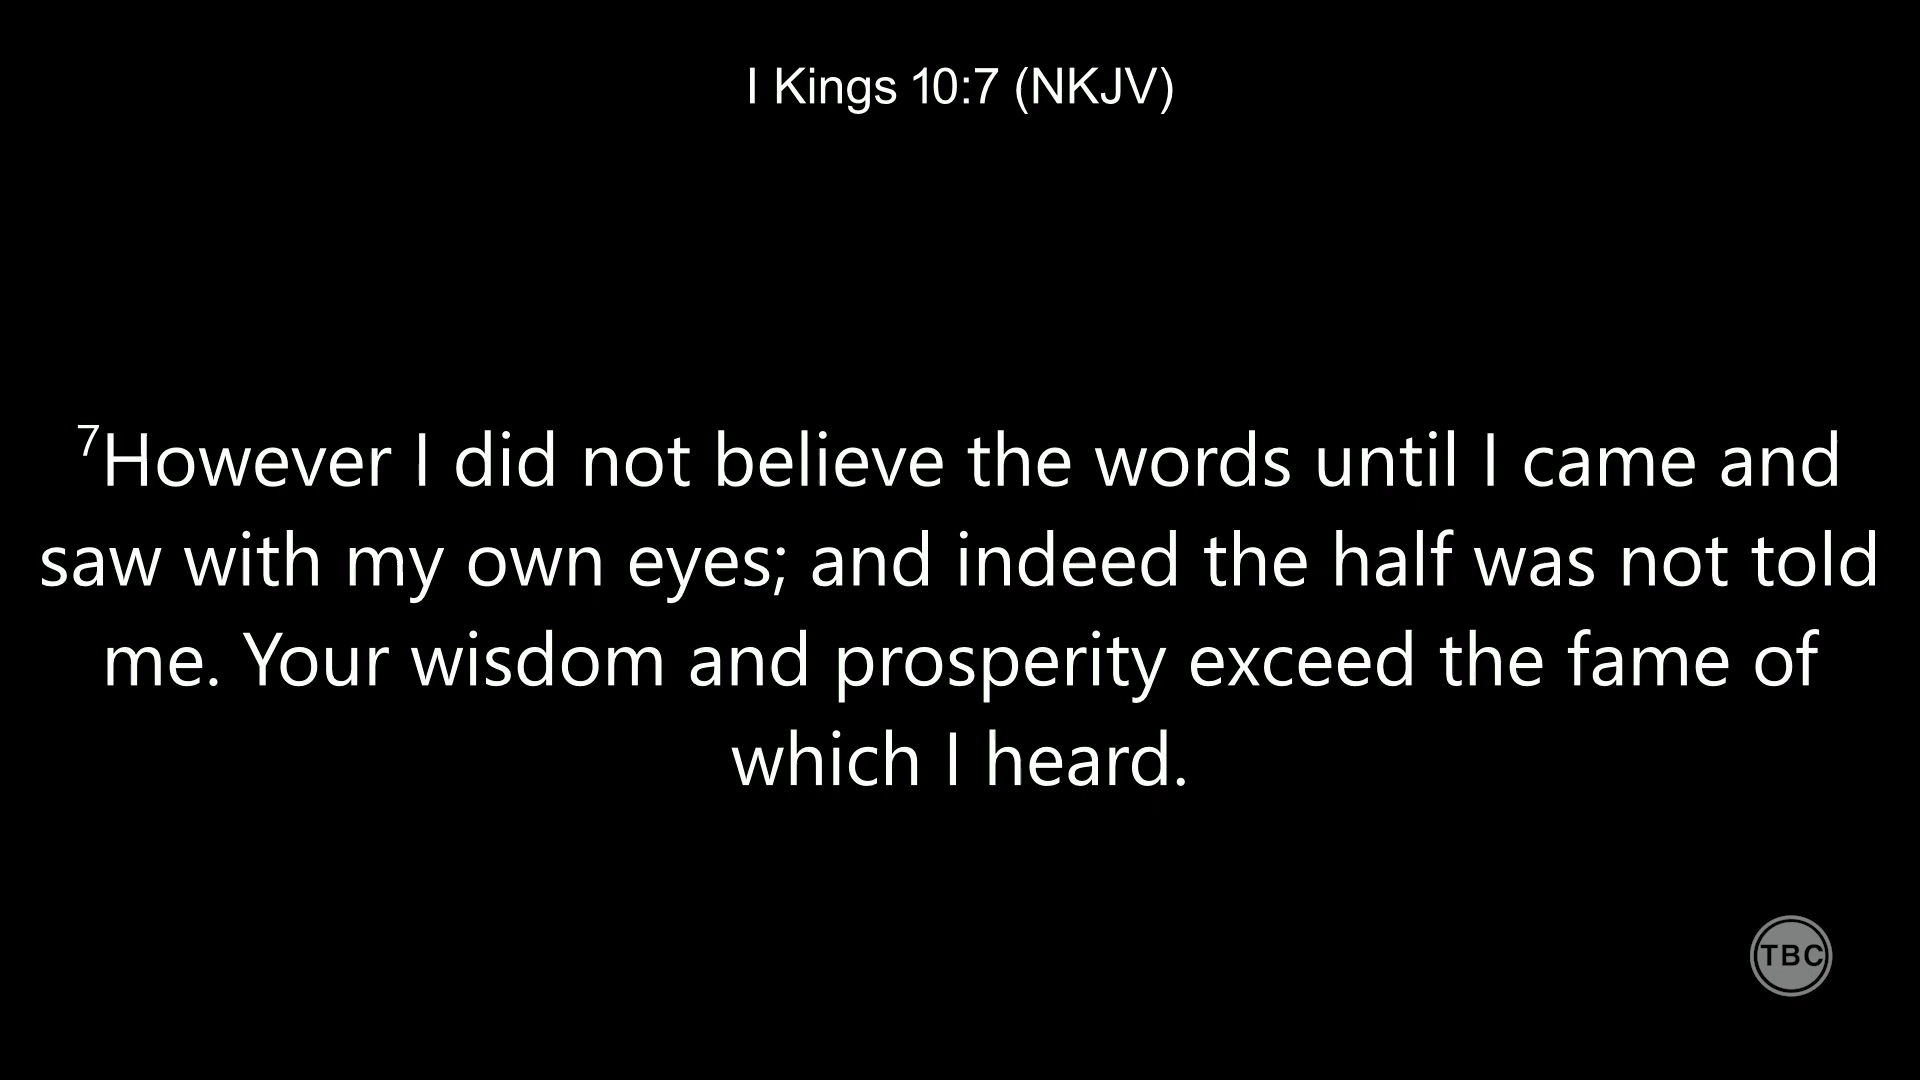 I Kings 10:7 (NKJV)
7However I did not believe the words until I came and
saw with my own eyes; and indeed the half was not told
me. Your wisdom and prosperity exceed the fame of
which I heard.
TBC